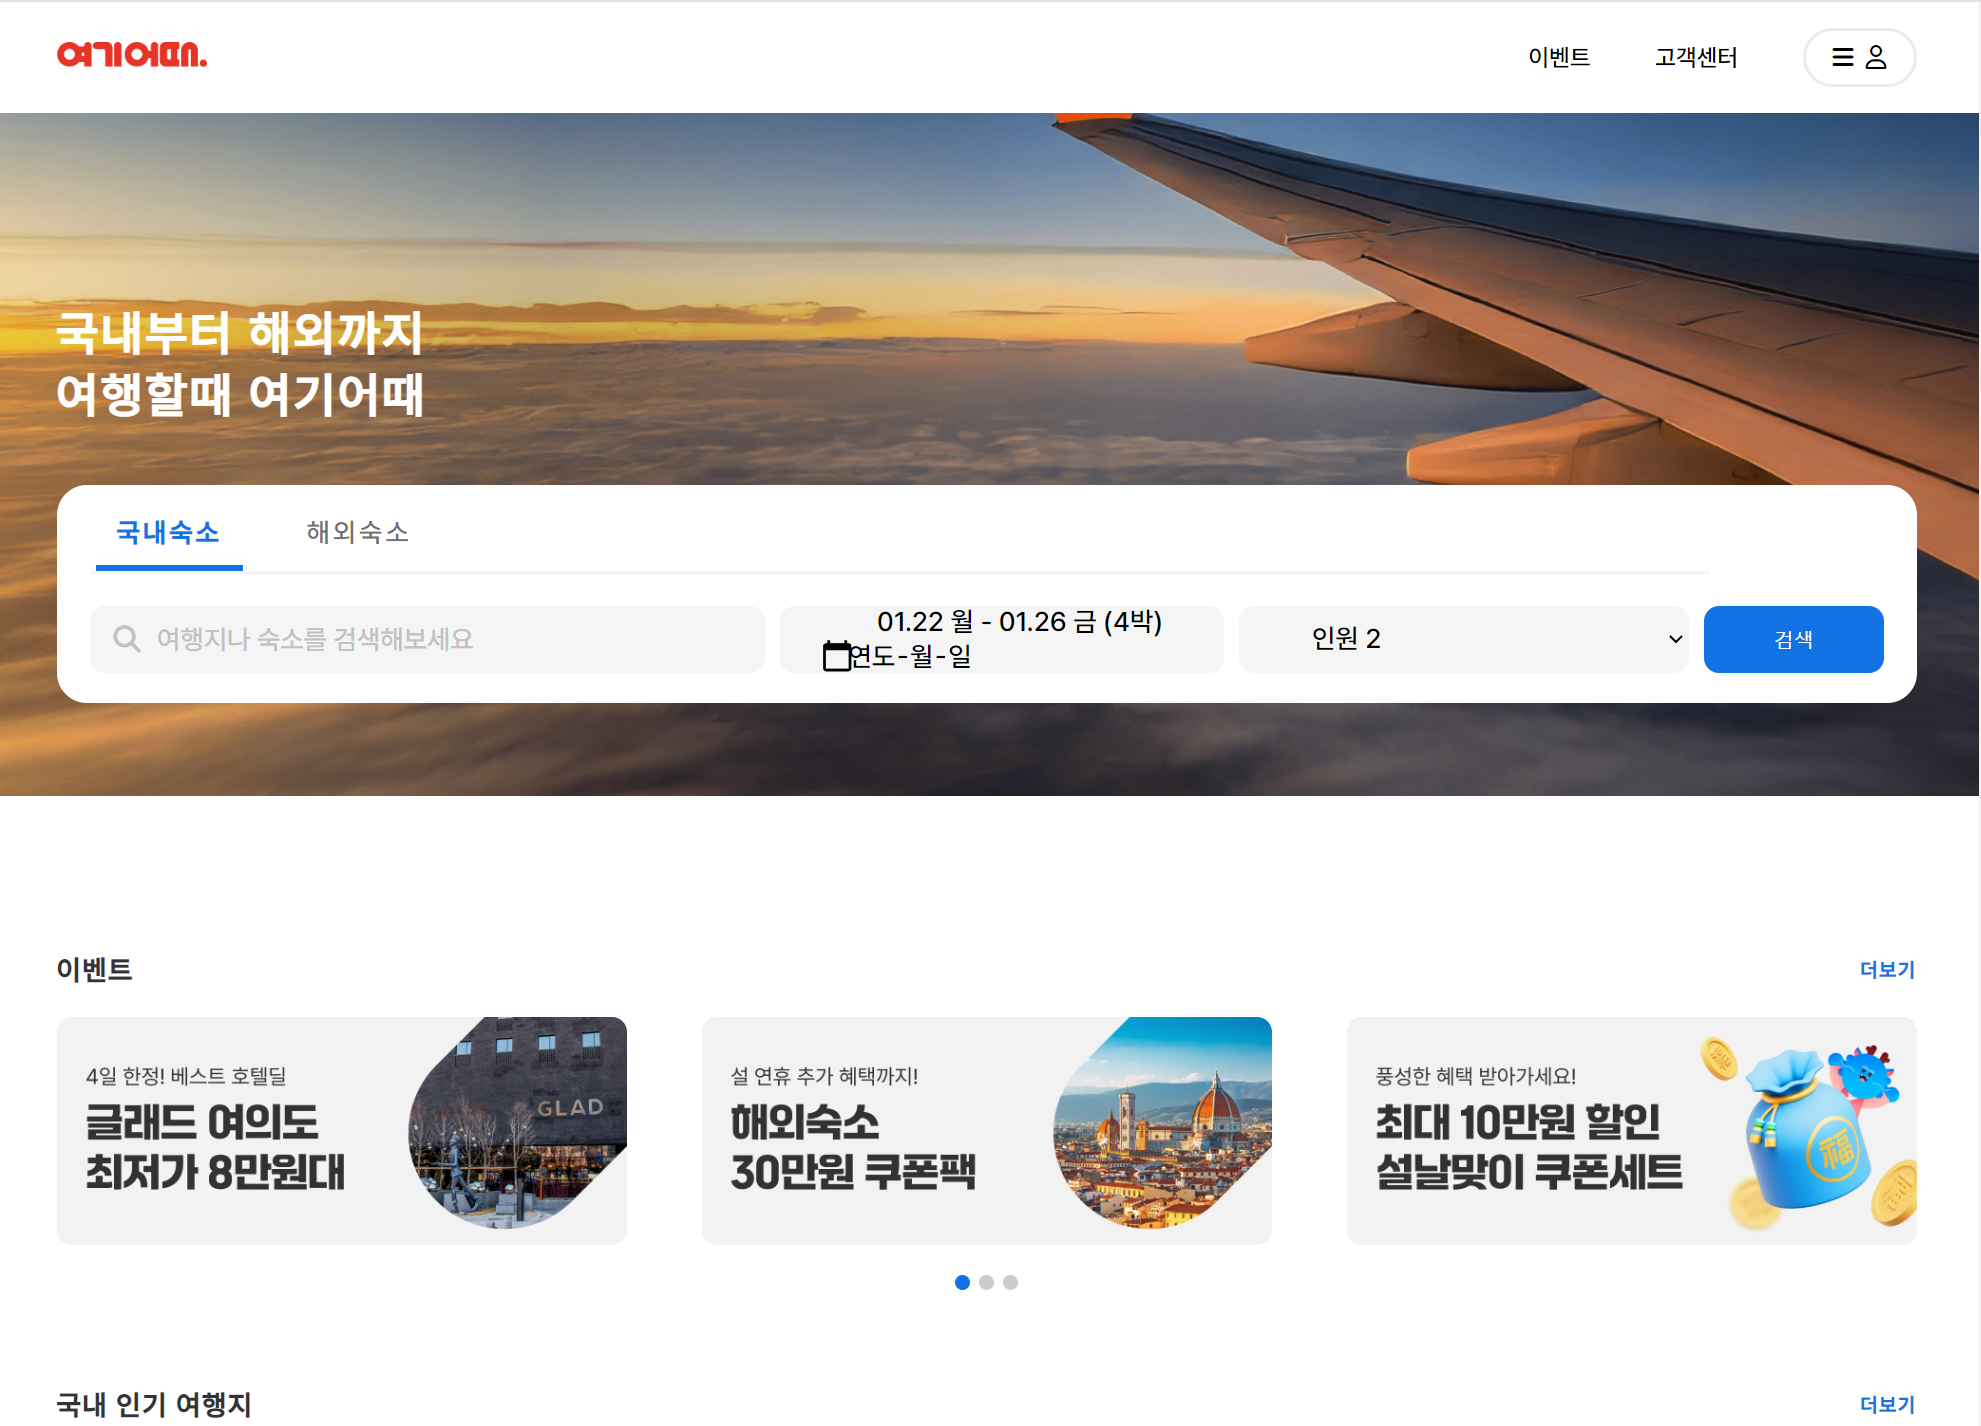 여기어때.
이벤트
고객센터
국내부터 해외까지
여행할때 여기어때
국내숙소
해외숙소
여행지나 숙소를 검색해보세요
01.22 월 - 01.26 금 (4박)
연도-월-일
인원 2
검색
이벤트
더보기
4일 한정! 베스트 호텔딜
글래드 여의도
최저가 8만원대
GLAD
설 연휴 추가 혜택까지!
해외숙소
30만원 쿠폰팩
풍성한 혜택 받아가세요!
최대 10만원 할인
설날맞이 쿠폰세트
福
국내 인기 여행지
더보기